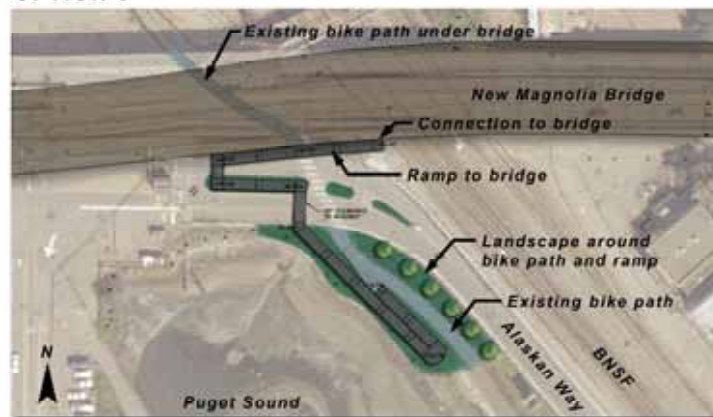 Existing bike path under bridge
New Magnolia Bridge
Connection to bridge
Ramp to bridge
Landscape around
bike path and ramp
Existing bike path
Alaskan Way
BNSF
N
Puget Sound